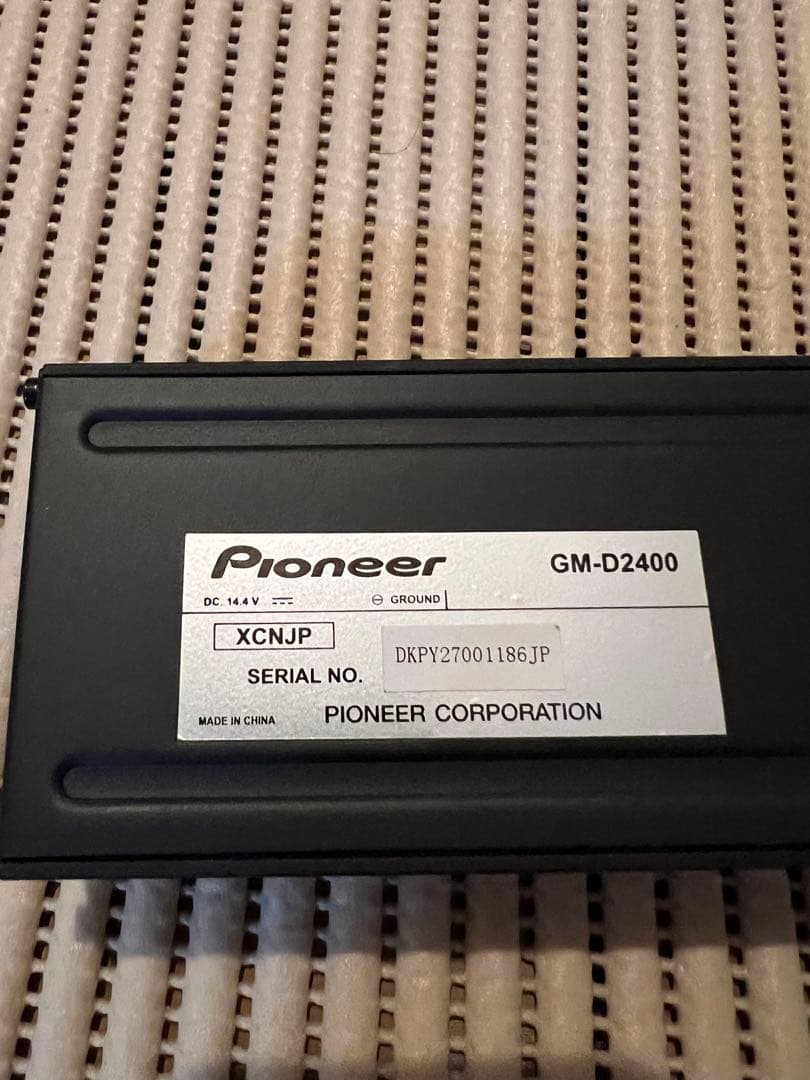 Pioneer GM-D2400
DC 14.4 V ⎓ ⊖ GROUND
XCNJP
SERIAL NO. DKPY27001186JP
MADE IN CHINA PIONEER CORPORATION